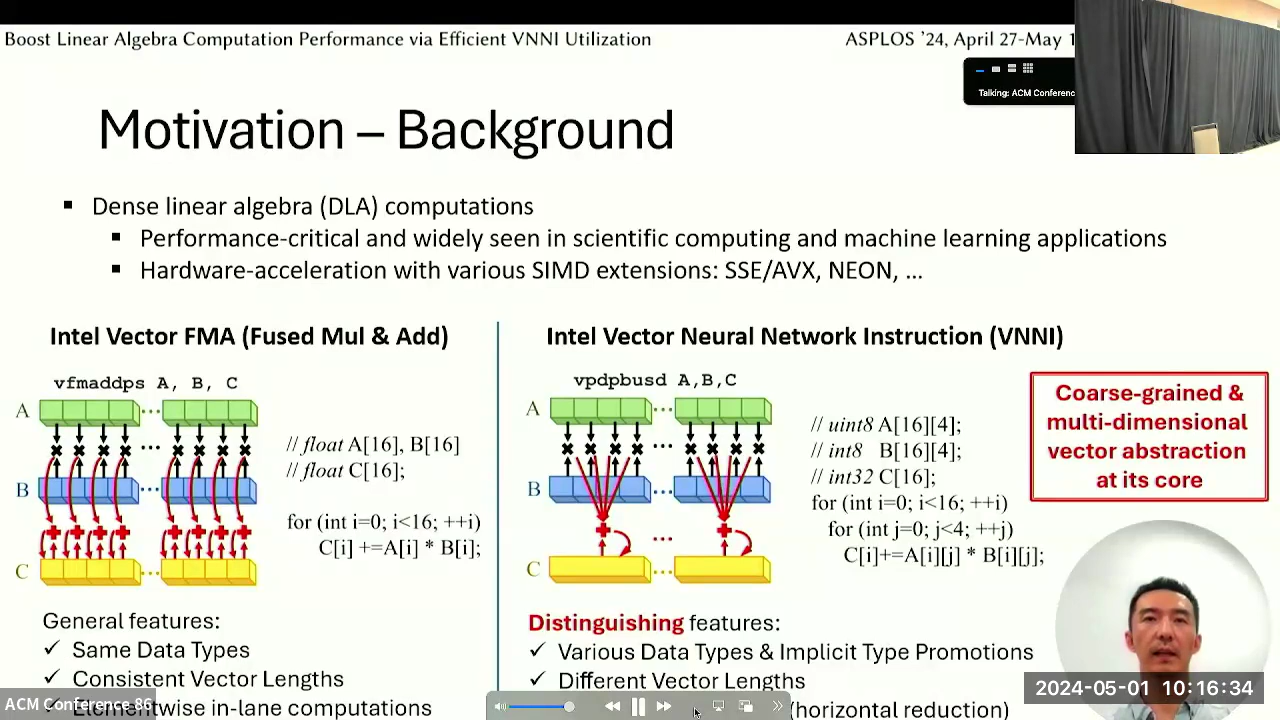 Boost Linear Algebra Computation Performance via Efficient VNNI Utilization
ASPLOS '24, April 27-May 1
Talking: ACM Conferenc
Motivation – Background
▪ Dense linear algebra (DLA) computations
▪ Performance-critical and widely seen in scientific computing and machine learning applications
▪ Hardware-acceleration with various SIMD extensions: SSE/AVX, NEON, ...
Intel Vector FMA (Fused Mul & Add)
vfmaddps A, B, C
A
...
...
B
...
...
C
...
// float A[16], B[16]
// float C[16];
for (int i=0; i<16; ++i)
C[i] +=A[i] * B[i];
General features:
✓ Same Data Types
✓ Consistent Vector Lengths
Elementwise in-lane computations
Intel Vector Neural Network Instruction (VNNI)
vpdpbusd A,B,C
A
...
...
B
...
...
C
...
// uint8 A[16][4];
// int8 B[16][4];
// int32 C[16];
for (int i=0; i<16; ++i)
for (int j=0; j<4; ++j)
C[i]+=A[i][j] * B[i][j];
Coarse-grained &
multi-dimensional
vector abstraction
at its core
Distinguishing features:
✓ Various Data Types & Implicit Type Promotions
✓ Different Vector Lengths
(horizontal reduction)
ACM Conference 86
2024-05-01 10:16:34